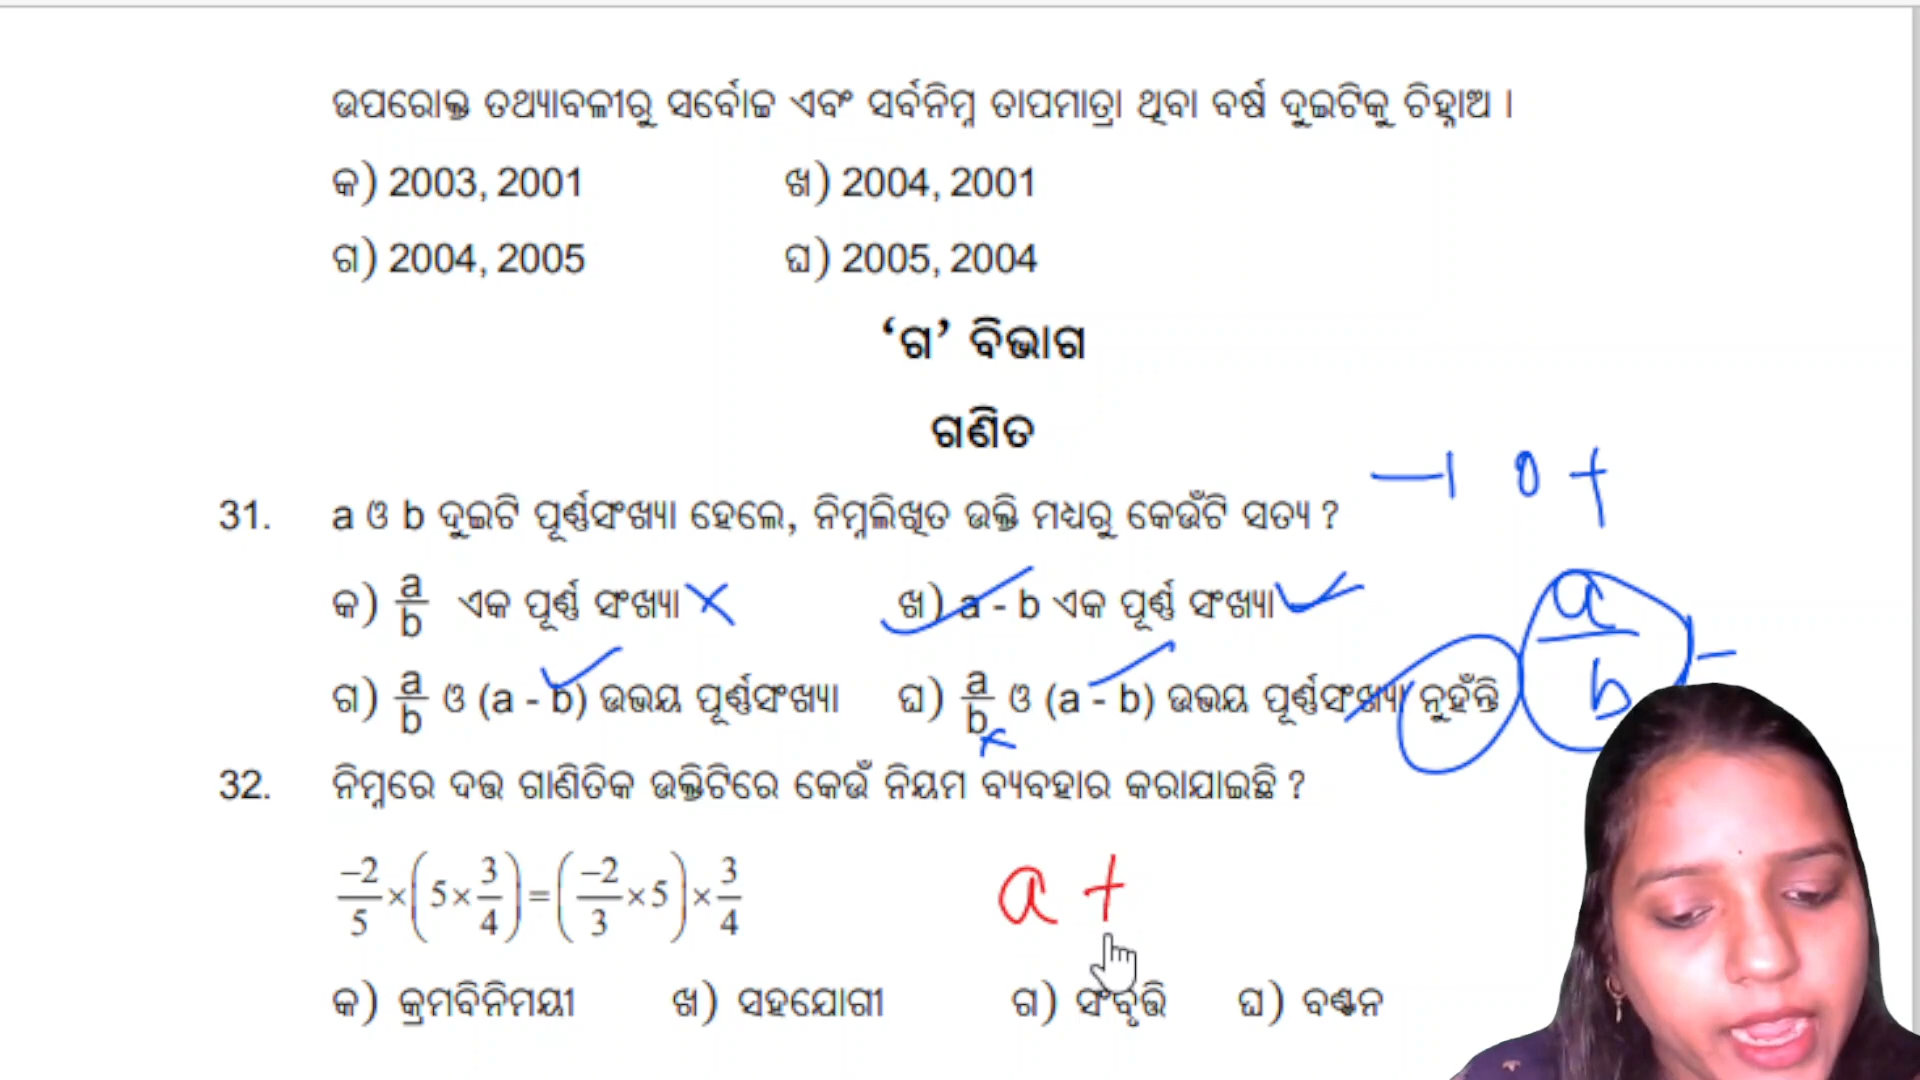 ଉପରୋକ୍ତ ତଥ୍ୟାବଳୀରୁ ସର୍ବୋଚ୍ଚ ଏବଂ ସର୍ବନିମ୍ନ ତାପମାତ୍ରା ଥିବା ବର୍ଷ ଦୁଇଟିକୁ ଚିହ୍ନାଅ ।
କ) 2003, 2001 ଖ) 2004, 2001
ଗ) 2004, 2005 ଘ) 2005, 2004
‘ଗ’ ବିଭାଗ
ଗଣିତ
-1 0 +
31. a ଓ b ଦୁଇଟି ପୂର୍ଣ୍ଣସଂଖ୍ୟା ହେଲେ, ନିମ୍ନଲିଖିତ ଉକ୍ତି ମଧ୍ୟରୁ କେଉଁଟି ସତ୍ୟ ?
କ) a/b ଏକ ପୂର୍ଣ୍ଣ ସଂଖ୍ୟା ଖ) a - b ଏକ ପୂର୍ଣ୍ଣ ସଂଖ୍ୟା
a/b -
ଗ) a/b ଓ (a - b) ଉଭୟ ପୂର୍ଣ୍ଣସଂଖ୍ୟା ଘ) a/b ଓ (a - b) ଉଭୟ ପୂର୍ଣ୍ଣସଂଖ୍ୟା ନୁହଁନ୍ତି
32. ନିମ୍ନରେ ଦତ୍ତ ଗାଣିତିକ ଉକ୍ତିଟିରେ କେଉଁ ନିୟମ ବ୍ୟବହାର କରାଯାଇଛି ?
-2/5 × (5 × 3/4) = (-2/3 × 5) × 3/4
a +
କ) କ୍ରମବିନିମୟୀ ଖ) ସହଯୋଗୀ ଗ) ସଂବୃତ୍ତି ଘ) ବଣ୍ଟନ